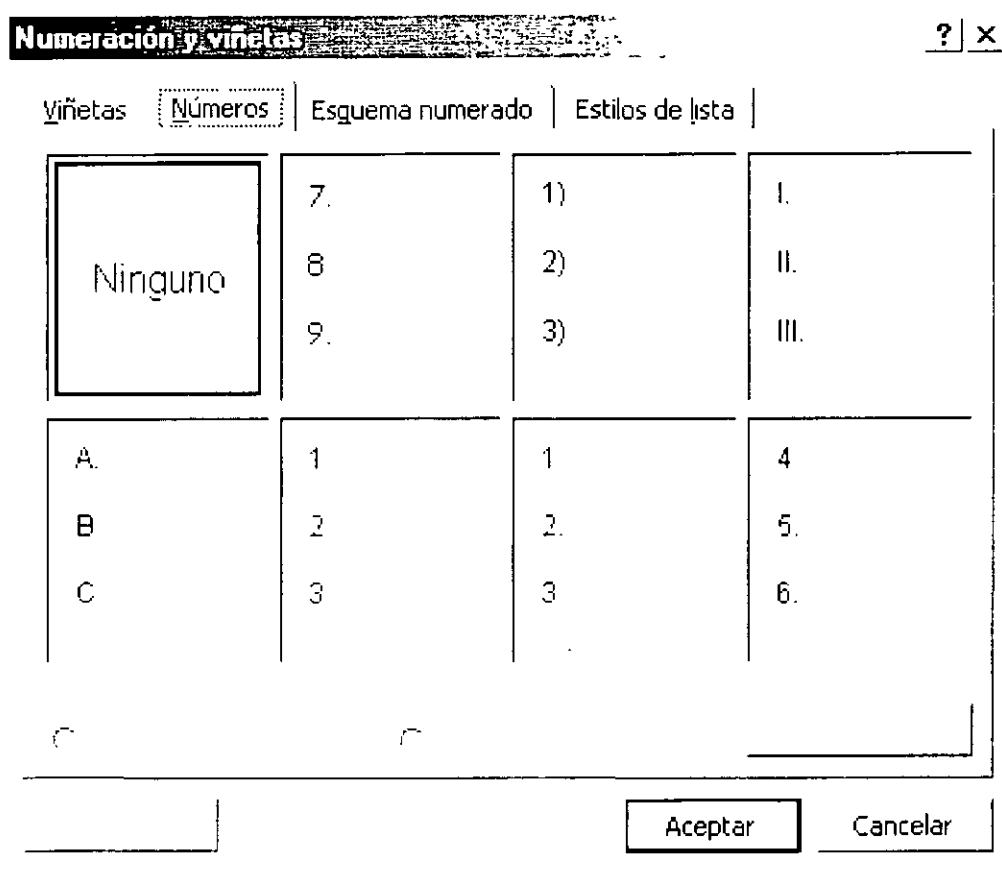 Numeración y viñetas ? ×
Viñetas Números Esquema numerado Estilos de lista
Ninguno
7.
8
9.
1)
2)
3)
I.
II.
III.
A.
B
C
1
2
3
1
2.
3
4
5.
6.
Aceptar Cancelar